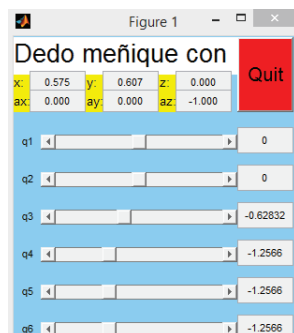 Figure 1
Dedo meñique con
Quit
x: 0.575 y: 0.607 z: 0.000
ax: 0.000 ay: 0.000 az: -1.000
q1 0
q2 0
q3 -0.62832
q4 -1.2566
q5 -1.2566
q6 -1.2566